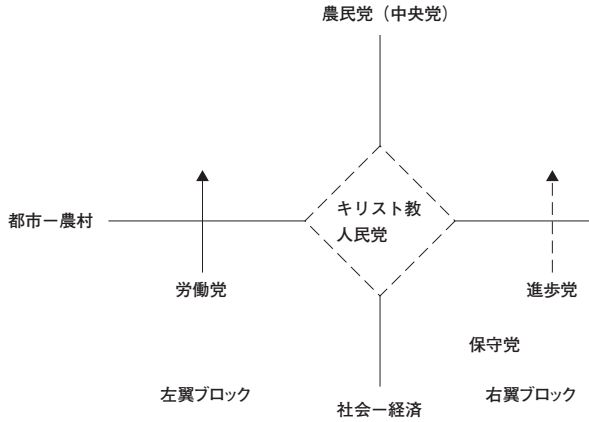 農民党（中央党）
都市ー農村
キリスト教
人民党
労働党
進歩党
保守党
左翼ブロック
右翼ブロック
社会ー経済